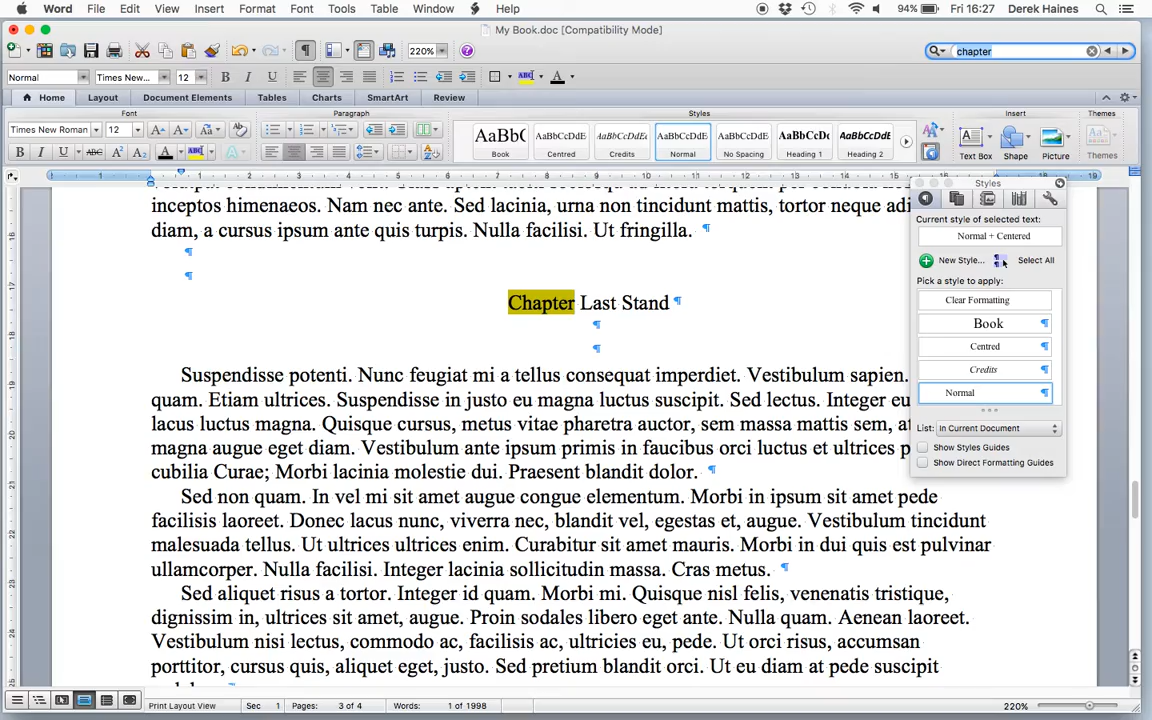 Word File Edit View Insert Format Font Tools Table Window Help 94% Fri 16:27 Derek Haines
My Book.doc [Compatibility Mode]
220% chapter
Normal Times New... 12 B I U ABC A
Home Layout Document Elements Tables Charts SmartArt Review
Font Paragraph Styles Insert Themes
Times New Roman 12 A A Aa
B I U ABC A² A₂ A ABC A
AaBbC AaBbCcDdE AaBbCcDdE AaBbCcDdE AaBbCcDdE AaBbCcDc AaBbCcDdE
Book Centred Credits Normal No Spacing Heading 1 Heading 2 Text Box Shape Picture Themes
inceptos himenaeos. Nam nec ante. Sed lacinia, urna non tincidunt mattis, tortor neque adi
diam, a cursus ipsum ante quis turpis. Nulla facilisi. Ut fringilla. ¶
¶
¶
Chapter Last Stand ¶
¶
¶
Suspendisse potenti. Nunc feugiat mi a tellus consequat imperdiet. Vestibulum sapien.
quam. Etiam ultrices. Suspendisse in justo eu magna luctus suscipit. Sed lectus. Integer eu
lacus luctus magna. Quisque cursus, metus vitae pharetra auctor, sem massa mattis sem, at
magna augue eget diam. Vestibulum ante ipsum primis in faucibus orci luctus et ultrices p
cubilia Curae; Morbi lacinia molestie dui. Praesent blandit dolor. ¶
Sed non quam. In vel mi sit amet augue congue elementum. Morbi in ipsum sit amet pede
facilisis laoreet. Donec lacus nunc, viverra nec, blandit vel, egestas et, augue. Vestibulum tincidunt
malesuada tellus. Ut ultrices ultrices enim. Curabitur sit amet mauris. Morbi in dui quis est pulvinar
ullamcorper. Nulla facilisi. Integer lacinia sollicitudin massa. Cras metus. ¶
Sed aliquet risus a tortor. Integer id quam. Morbi mi. Quisque nisl felis, venenatis tristique,
dignissim in, ultrices sit amet, augue. Proin sodales libero eget ante. Nulla quam. Aenean laoreet.
Vestibulum nisi lectus, commodo ac, facilisis ac, ultricies eu, pede. Ut orci risus, accumsan
porttitor, cursus quis, aliquet eget, justo. Sed pretium blandit orci. Ut eu diam at pede suscipit
Styles
Current style of selected text:
Normal + Centered
New Style... Select All
Pick a style to apply:
Clear Formatting
Book ¶
Centred ¶
Credits ¶
Normal ¶
List: In Current Document
Show Styles Guides
Show Direct Formatting Guides
Print Layout View Sec 1 Pages: 3 of 4 Words: 1 of 1998 220%